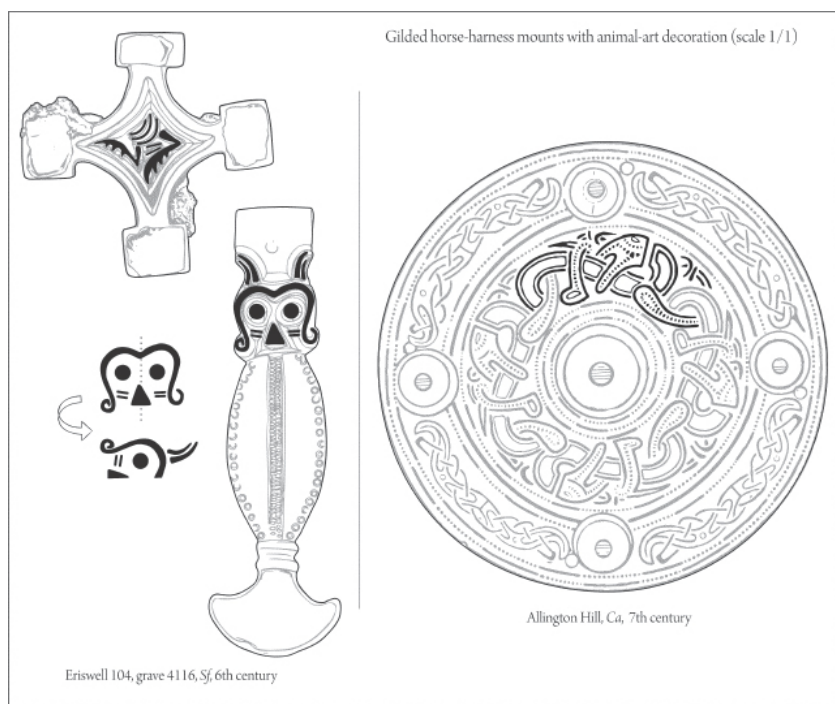 Gilded horse-harness mounts with animal-art decoration (scale 1/1)
Allington Hill, Ca, 7th century
Eriswell 104, grave 4116, Sf, 6th century